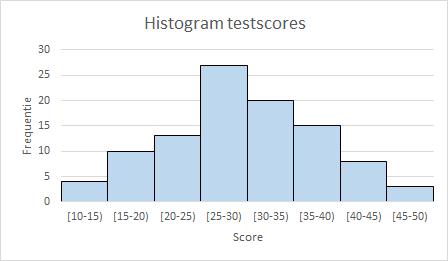 Histogram testscores
30
25
20
15
10
5
0
Frequentie
[10-15) [15-20) [20-25) [25-30) [30-35) [35-40) [40-45) [45-50)
Score